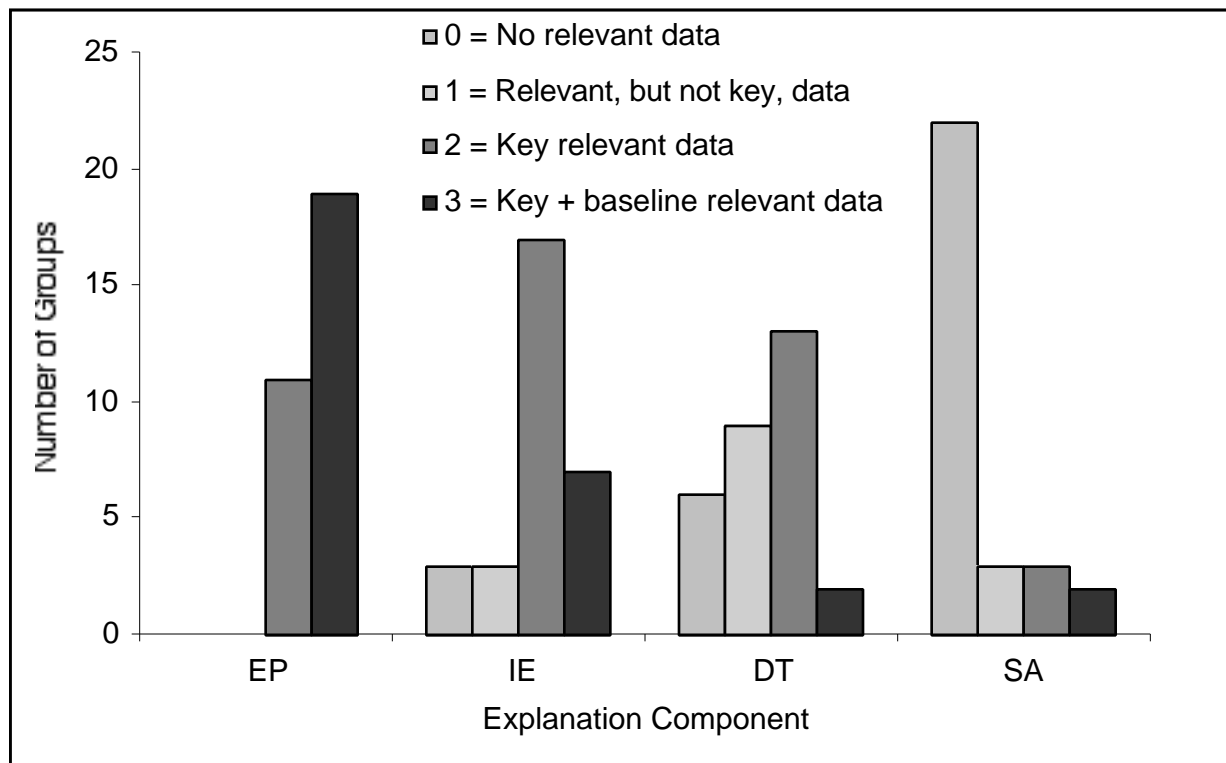 0 = No relevant data
1 = Relevant, but not key, data
2 = Key relevant data
3 = Key + baseline relevant data
25
20
15
10
5
0
Number of Groups
EP IE DT SA
Explanation Component